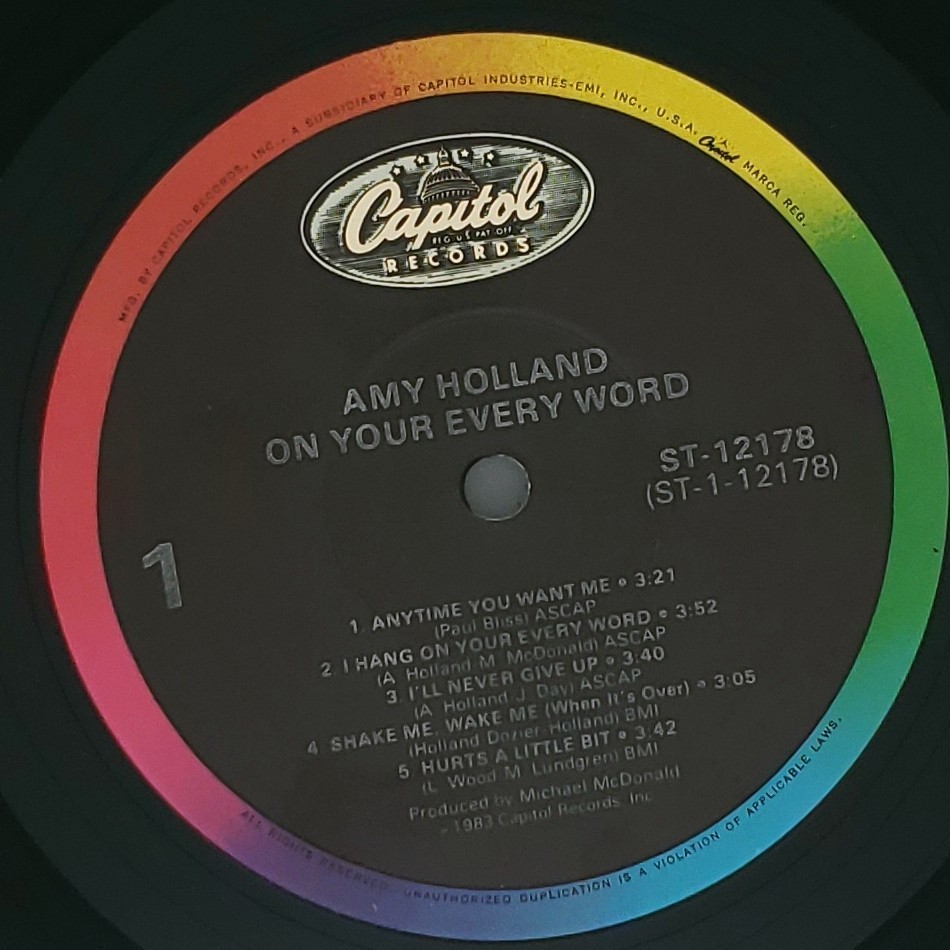 MFG. BY CAPITOL RECORDS, INC., A SUBSIDIARY OF CAPITOL INDUSTRIES-EMI, INC., U.S.A. Capitol MARCA REG.
Capitol
REG. U.S. PAT. OFF.
RECORDS
AMY HOLLAND
ON YOUR EVERY WORD
ST-12178
(ST-1-12178)
1
1. ANYTIME YOU WANT ME • 3:21
(Paul Bliss) ASCAP
2. I HANG ON YOUR EVERY WORD • 3:52
(A. Holland-M. McDonald) ASCAP
3. I'LL NEVER GIVE UP • 3:40
(A. Holland-J. Day) ASCAP
4. SHAKE ME, WAKE ME (When It's Over) • 3:05
(Holland-Dozier-Holland) BMI
5. HURTS A LITTLE BIT • 3:42
(L. Wood-M. Lundgren) BMI
Produced by Michael McDonald
1983 Capitol Records, Inc.
ALL RIGHTS RESERVED. UNAUTHORIZED DUPLICATION IS A VIOLATION OF APPLICABLE LAWS.